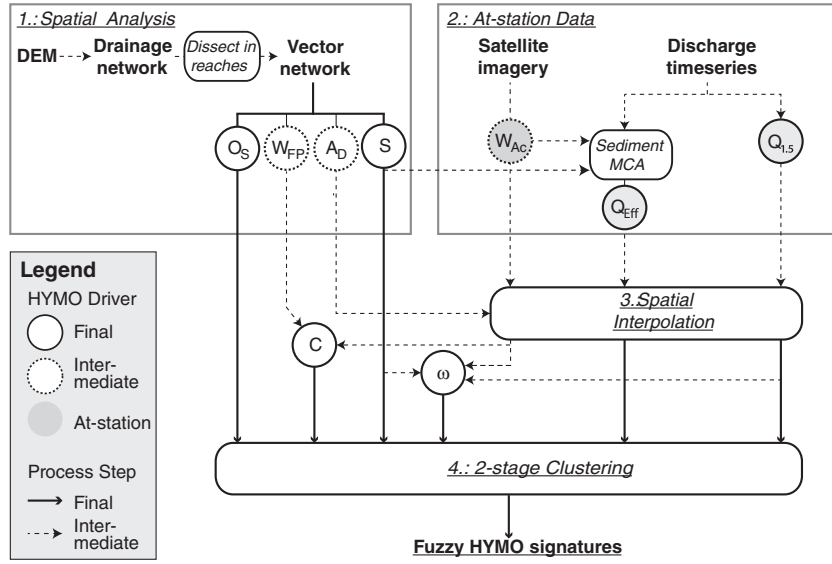 1.: Spatial Analysis
DEM
Drainage
network
Dissect in
reaches
Vector
network
O_S
W_FP
A_D
S
2.: At-station Data
Satellite
imagery
Discharge
timeseries
W_Ac
Sediment
MCA
Q_1.5
Q_Eff
Legend
HYMO Driver
Final
Inter-
mediate
At-station
Process Step
Final
Inter-
mediate
3.:Spatial
Interpolation
C
ω
4.: 2-stage Clustering
Fuzzy HYMO signatures